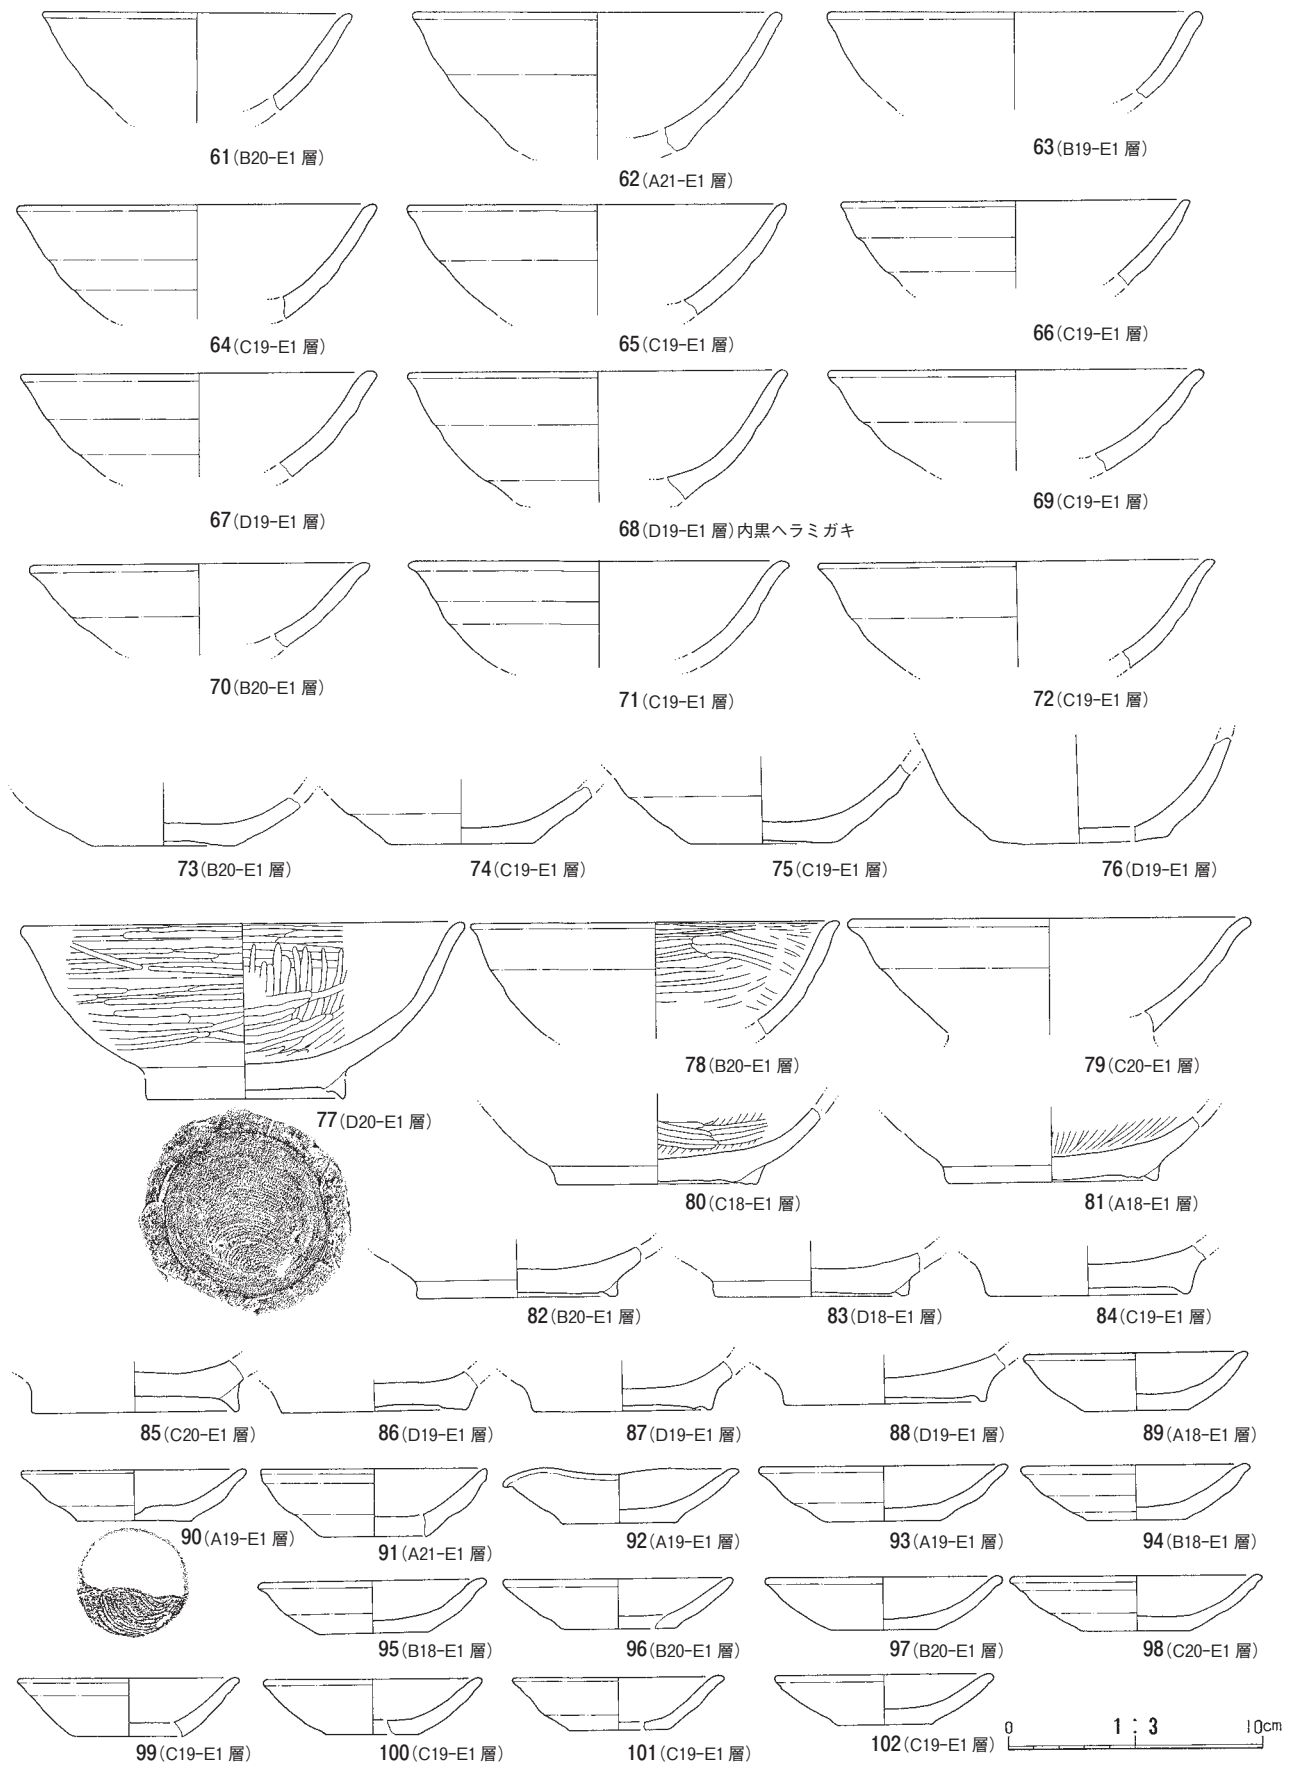 61(B20-E1 層)
62(A21-E1 層)
63(B19-E1 層)
64(C19-E1 層)
65(C19-E1 層)
66(C19-E1 層)
67(D19-E1 層)
68(D19-E1 層)内黒ヘラミガキ
69(C19-E1 層)
70(B20-E1 層)
71(C19-E1 層)
72(C19-E1 層)
73(B20-E1 層)
74(C19-E1 層)
75(C19-E1 層)
76(D19-E1 層)
77(D20-E1 層)
78(B20-E1 層)
79(C20-E1 層)
80(C18-E1 層)
81(A18-E1 層)
82(B20-E1 層)
83(D18-E1 層)
84(C19-E1 層)
85(C20-E1 層)
86(D19-E1 層)
87(D19-E1 層)
88(D19-E1 層)
89(A18-E1 層)
90(A19-E1 層)
91(A21-E1 層)
92(A19-E1 層)
93(A19-E1 層)
94(B18-E1 層)
95(B18-E1 層)
96(B20-E1 層)
97(B20-E1 層)
98(C20-E1 層)
99(C19-E1 層)
100(C19-E1 層)
101(C19-E1 層)
102(C19-E1 層)
0 1:3 10cm